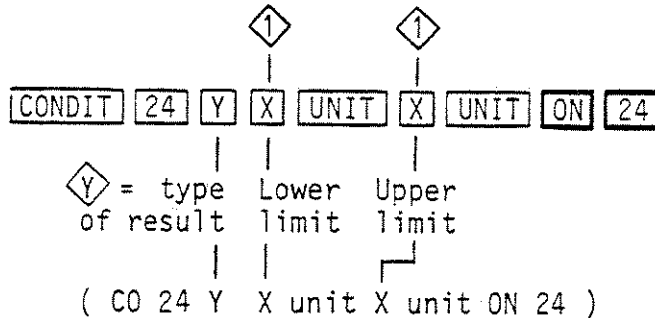 1 1
CONDIT 24 Y X UNIT X UNIT ON 24
Y = type Lower Upper
of result limit limit
( CO 24 Y X unit X unit ON 24 )